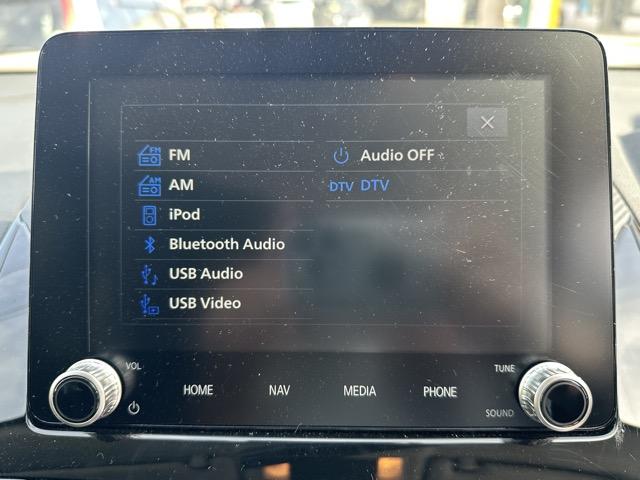 FM
AM
iPod
Bluetooth Audio
USB Audio
USB Video
Audio OFF
DTV DTV
VOL
HOME
NAV
MEDIA
PHONE
TUNE
SOUND